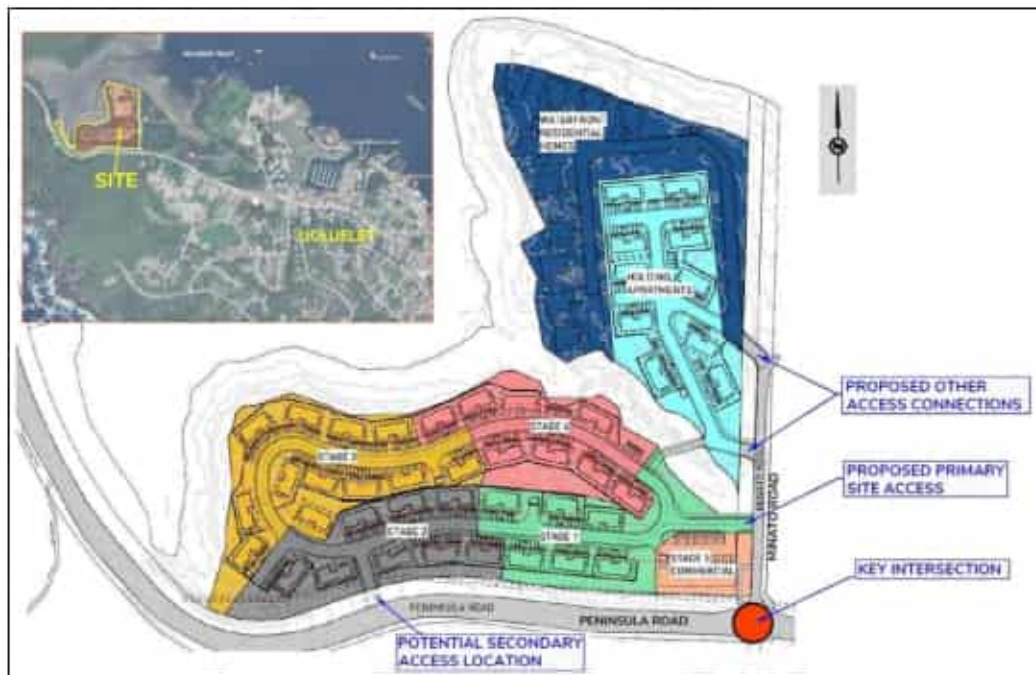 SITE
UCLUELET
WATERFRONT
RESIDENTIAL
HOMES
HOLDING
APARTMENTS
PROPOSED OTHER
ACCESS CONNECTIONS
STAGE 4
STAGE 3
PROPOSED PRIMARY
SITE ACCESS
MINATO ROAD
STAGE 2
STAGE 1
STAGE 5
COMMERCIAL
KEY INTERSECTION
PENINSULA ROAD
PENINSULA ROAD
POTENTIAL SECONDARY
ACCESS LOCATION